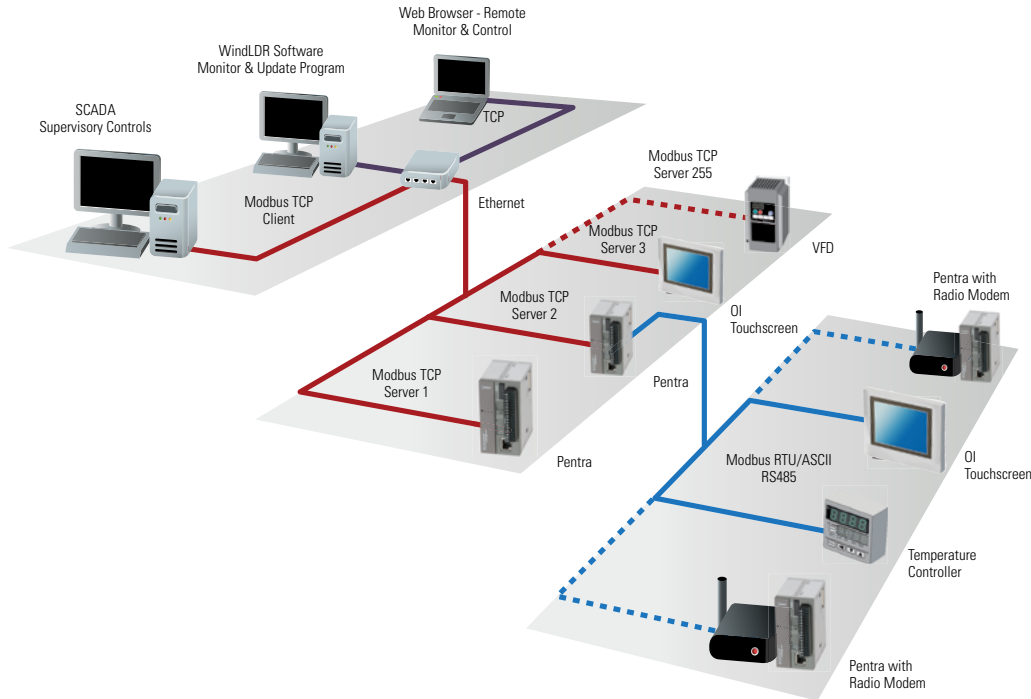 Web Browser - Remote
Monitor & Control
WindLDR Software
Monitor & Update Program
SCADA
Supervisory Controls
TCP
Modbus TCP
Client
Ethernet
Modbus TCP
Server 255
VFD
Modbus TCP
Server 3
OI
Touchscreen
Modbus TCP
Server 2
Pentra
Modbus TCP
Server 1
Pentra
Pentra with
Radio Modem
OI
Touchscreen
Modbus RTU/ASCII
RS485
Temperature
Controller
Pentra with
Radio Modem